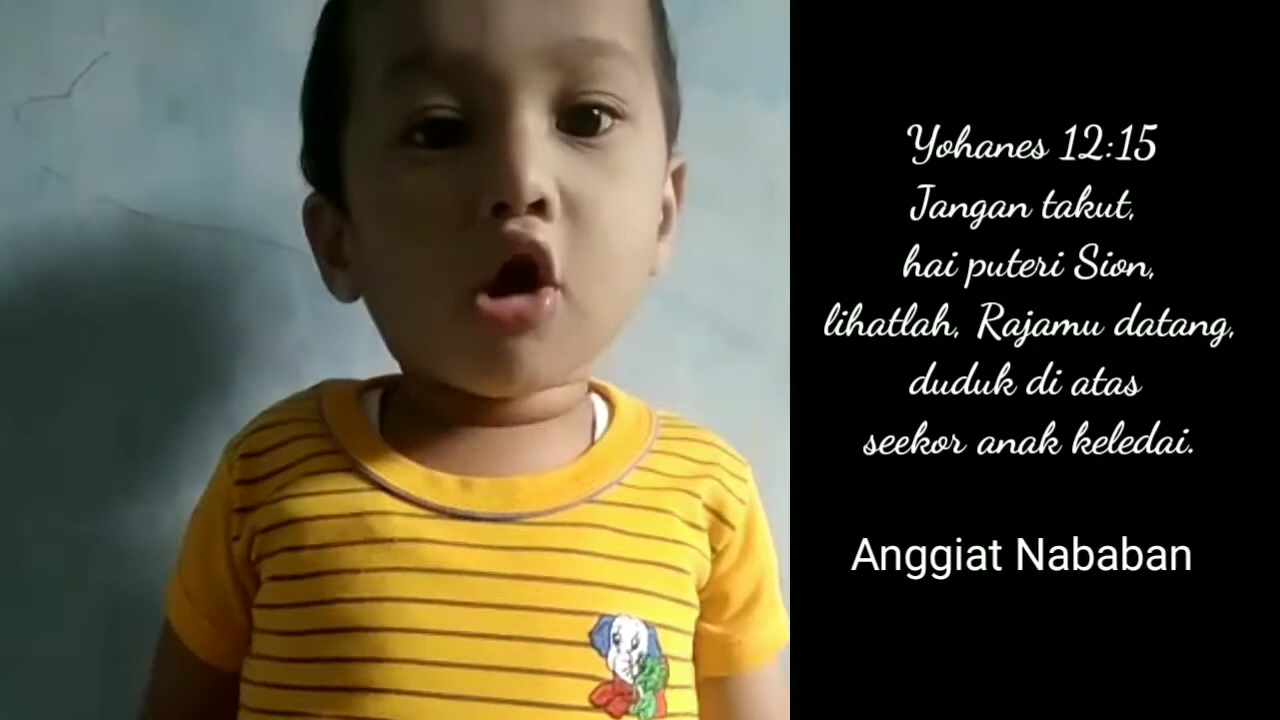 Yohanes 12:15
Jangan takut,
hai puteri Sion,
lihatlah, Rajamu datang,
duduk di atas
seekor anak keledai.
Anggiat Nababan